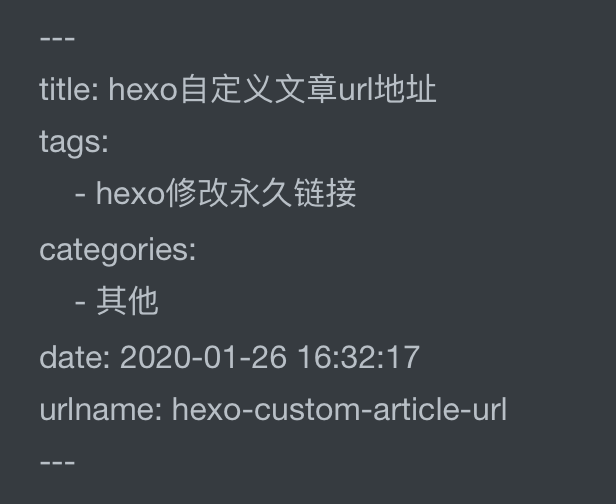 ---
title: hexo自定义文章url地址
tags:
    - hexo修改永久链接
categories:
    - 其他
date: 2020-01-26 16:32:17
urlname: hexo-custom-article-url
---